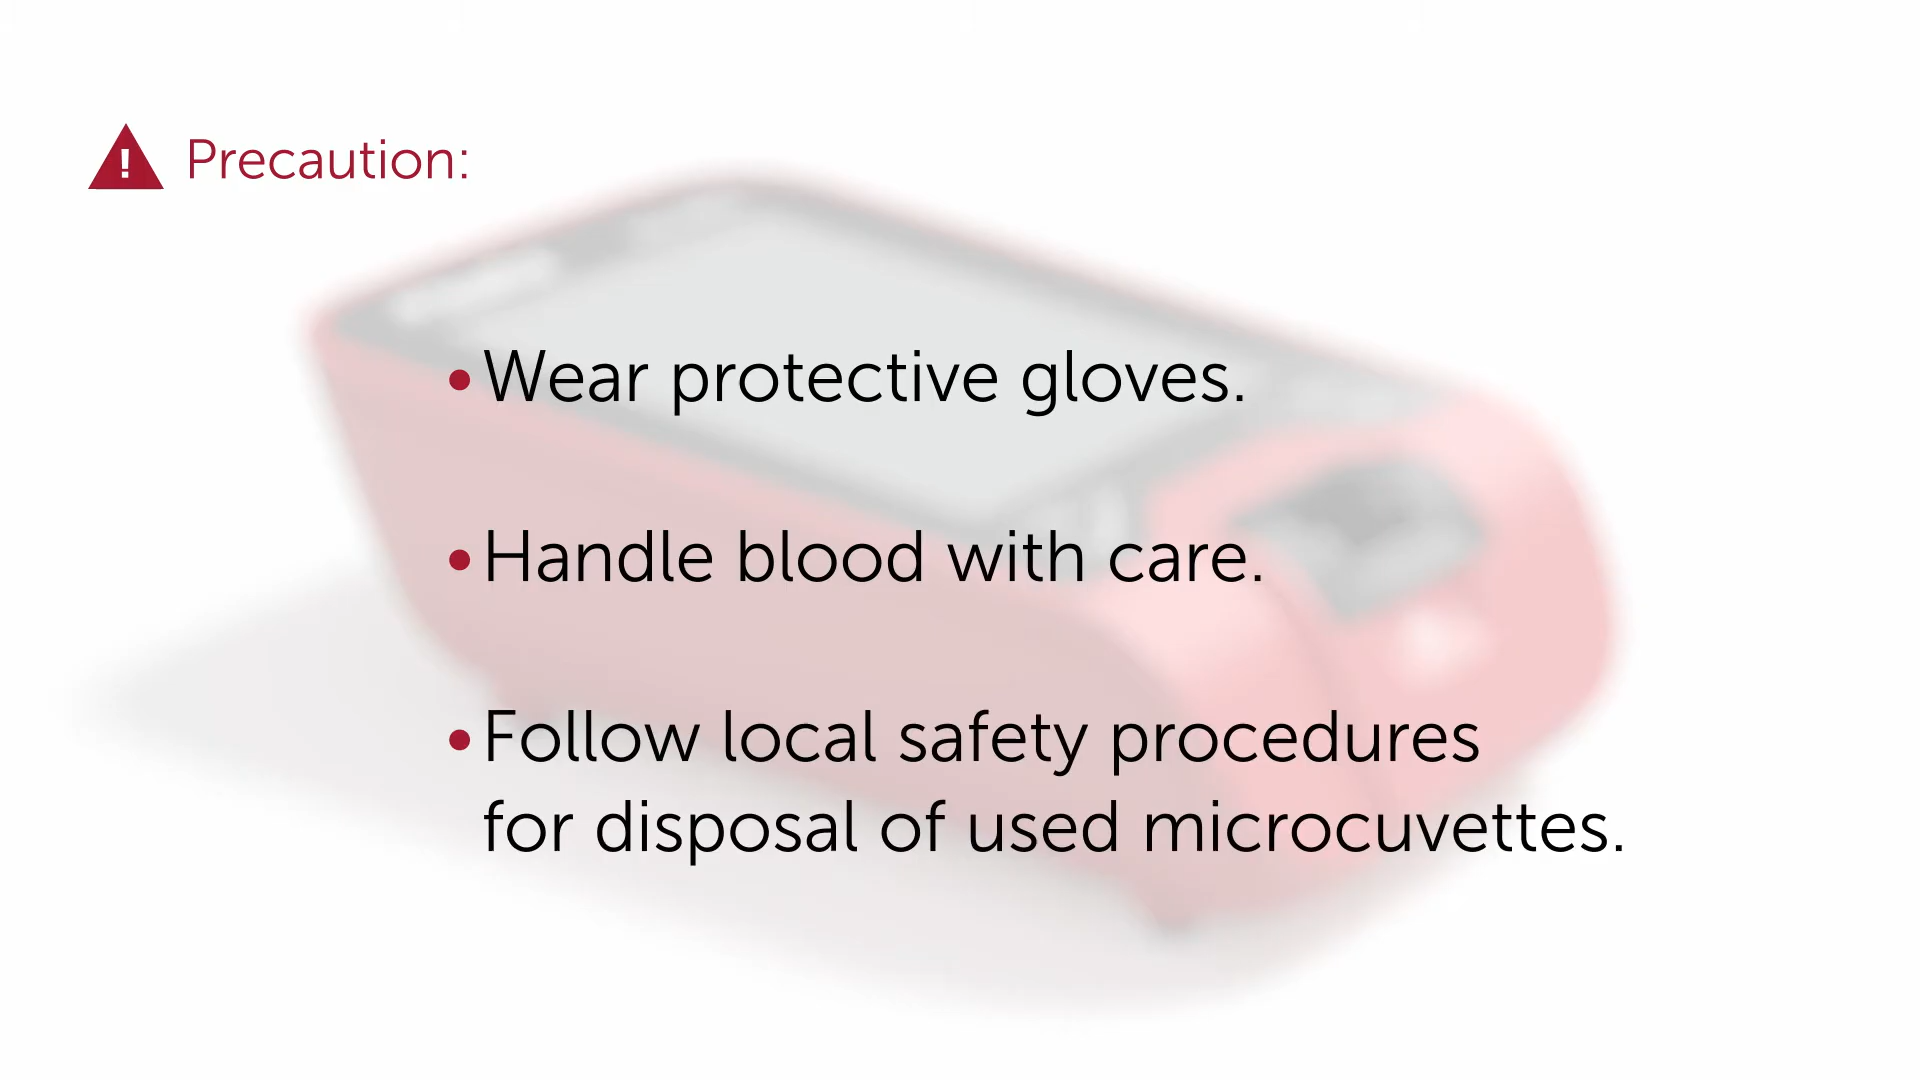 Precaution:
• Wear protective gloves.
• Handle blood with care.
• Follow local safety procedures
for disposal of used microcuvettes.